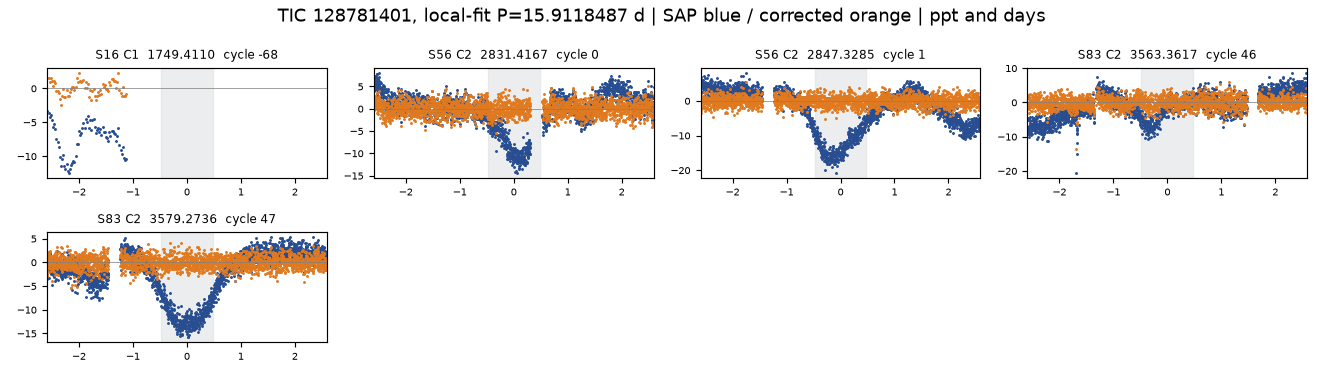 TIC 128781401, local-fit P=15.9118487 d | SAP blue / corrected orange | ppt and days
S16 C1  1749.4110  cycle -68
S56 C2  2831.4167  cycle 0
S56 C2  2847.3285  cycle 1
S83 C2  3563.3617  cycle 46
0
−5
−10
−2 −1 0 1 2
5
0
−5
−10
−15
−2 −1 0 1 2
0
−10
−20
−2 −1 0 1 2
10
0
−10
−20
−2 −1 0 1 2
S83 C2  3579.2736  cycle 47
5
0
−5
−10
−15
−2 −1 0 1 2